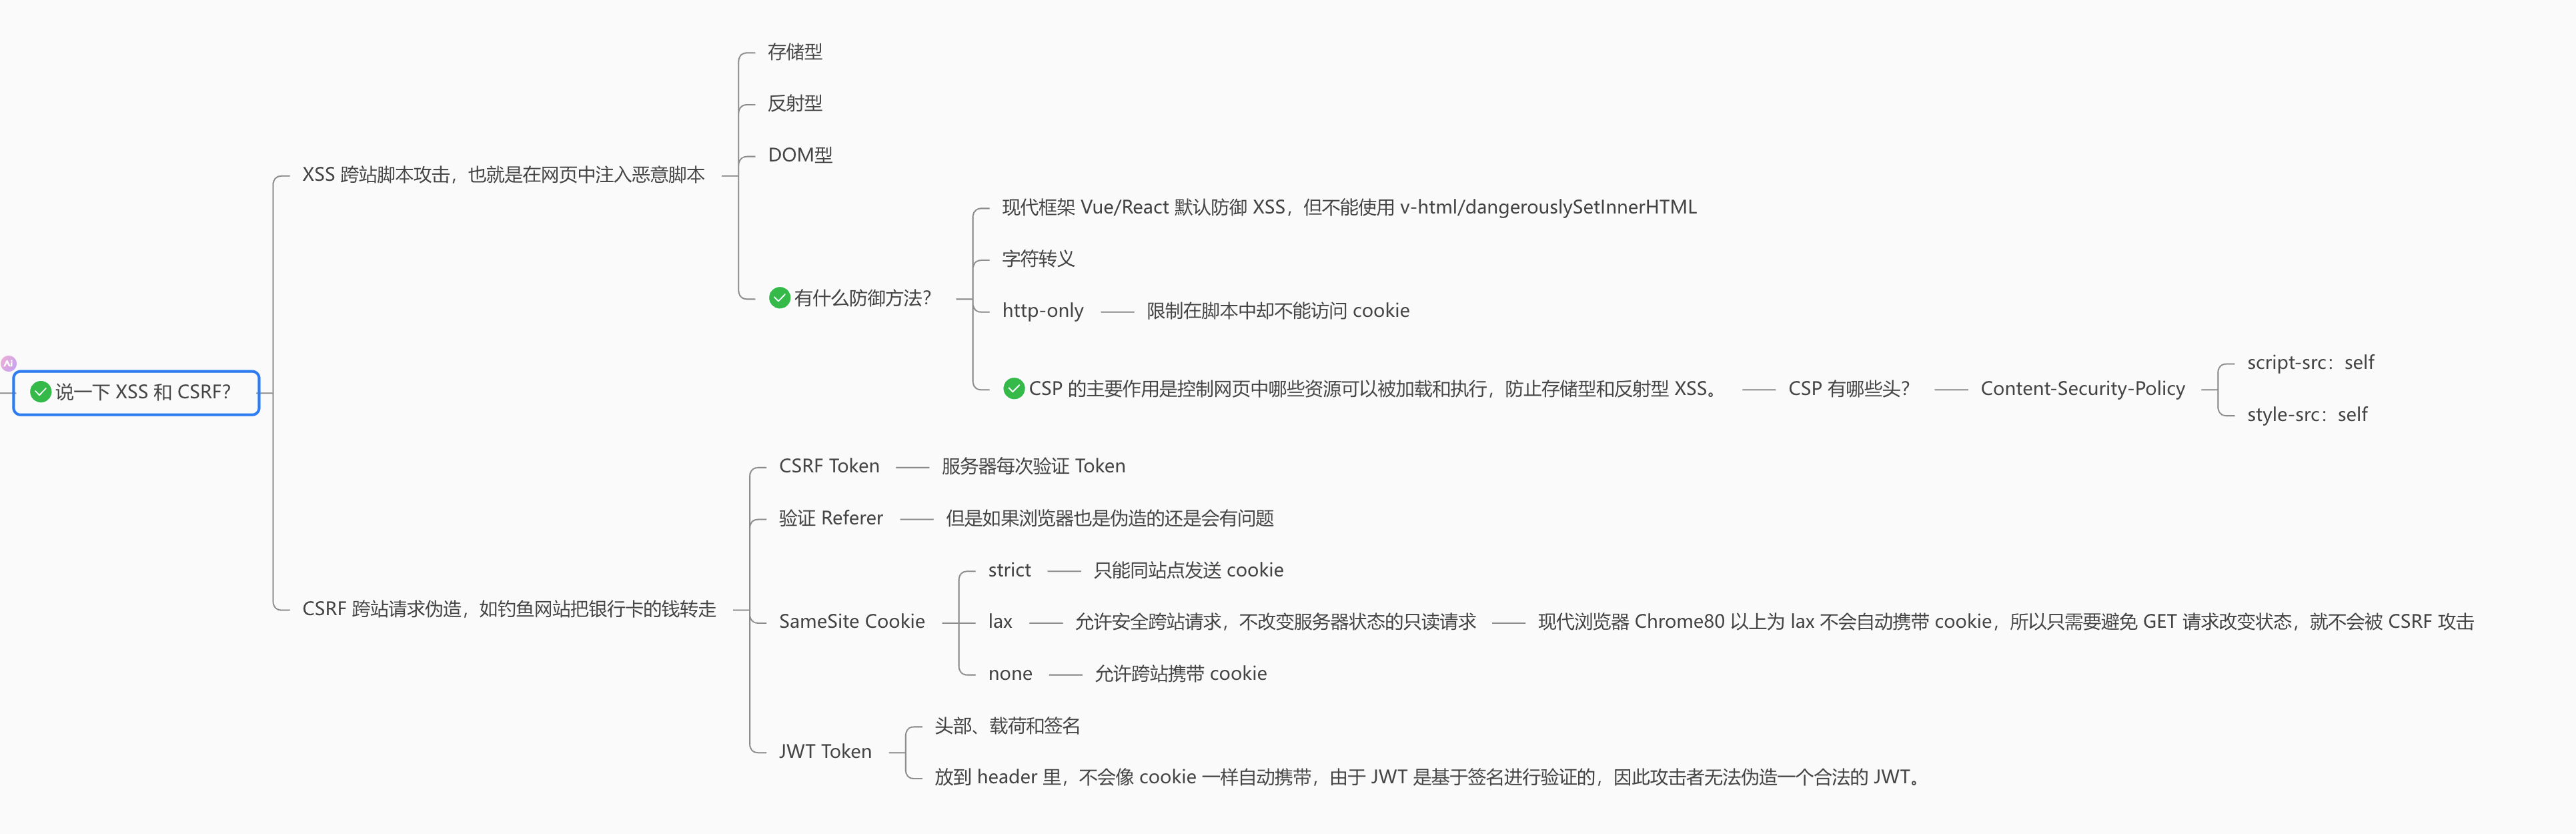 Ai
说一下 XSS 和 CSRF？
XSS 跨站脚本攻击，也就是在网页中注入恶意脚本
存储型
反射型
DOM型
有什么防御方法？
现代框架 Vue/React 默认防御 XSS，但不能使用 v-html/dangerouslySetInnerHTML
字符转义
http-only
限制在脚本中却不能访问 cookie
CSP 的主要作用是控制网页中哪些资源可以被加载和执行，防止存储型和反射型 XSS。
CSP 有哪些头？
Content-Security-Policy
script-src：self
style-src：self
CSRF 跨站请求伪造，如钓鱼网站把银行卡的钱转走
CSRF Token
服务器每次验证 Token
验证 Referer
但是如果浏览器也是伪造的还是会有问题
SameSite Cookie
strict
只能同站点发送 cookie
lax
允许安全跨站请求，不改变服务器状态的只读请求
现代浏览器 Chrome80 以上为 lax 不会自动携带 cookie，所以只需要避免 GET 请求改变状态，就不会被 CSRF 攻击
none
允许跨站携带 cookie
JWT Token
头部、载荷和签名
放到 header 里，不会像 cookie 一样自动携带，由于 JWT 是基于签名进行验证的，因此攻击者无法伪造一个合法的 JWT。